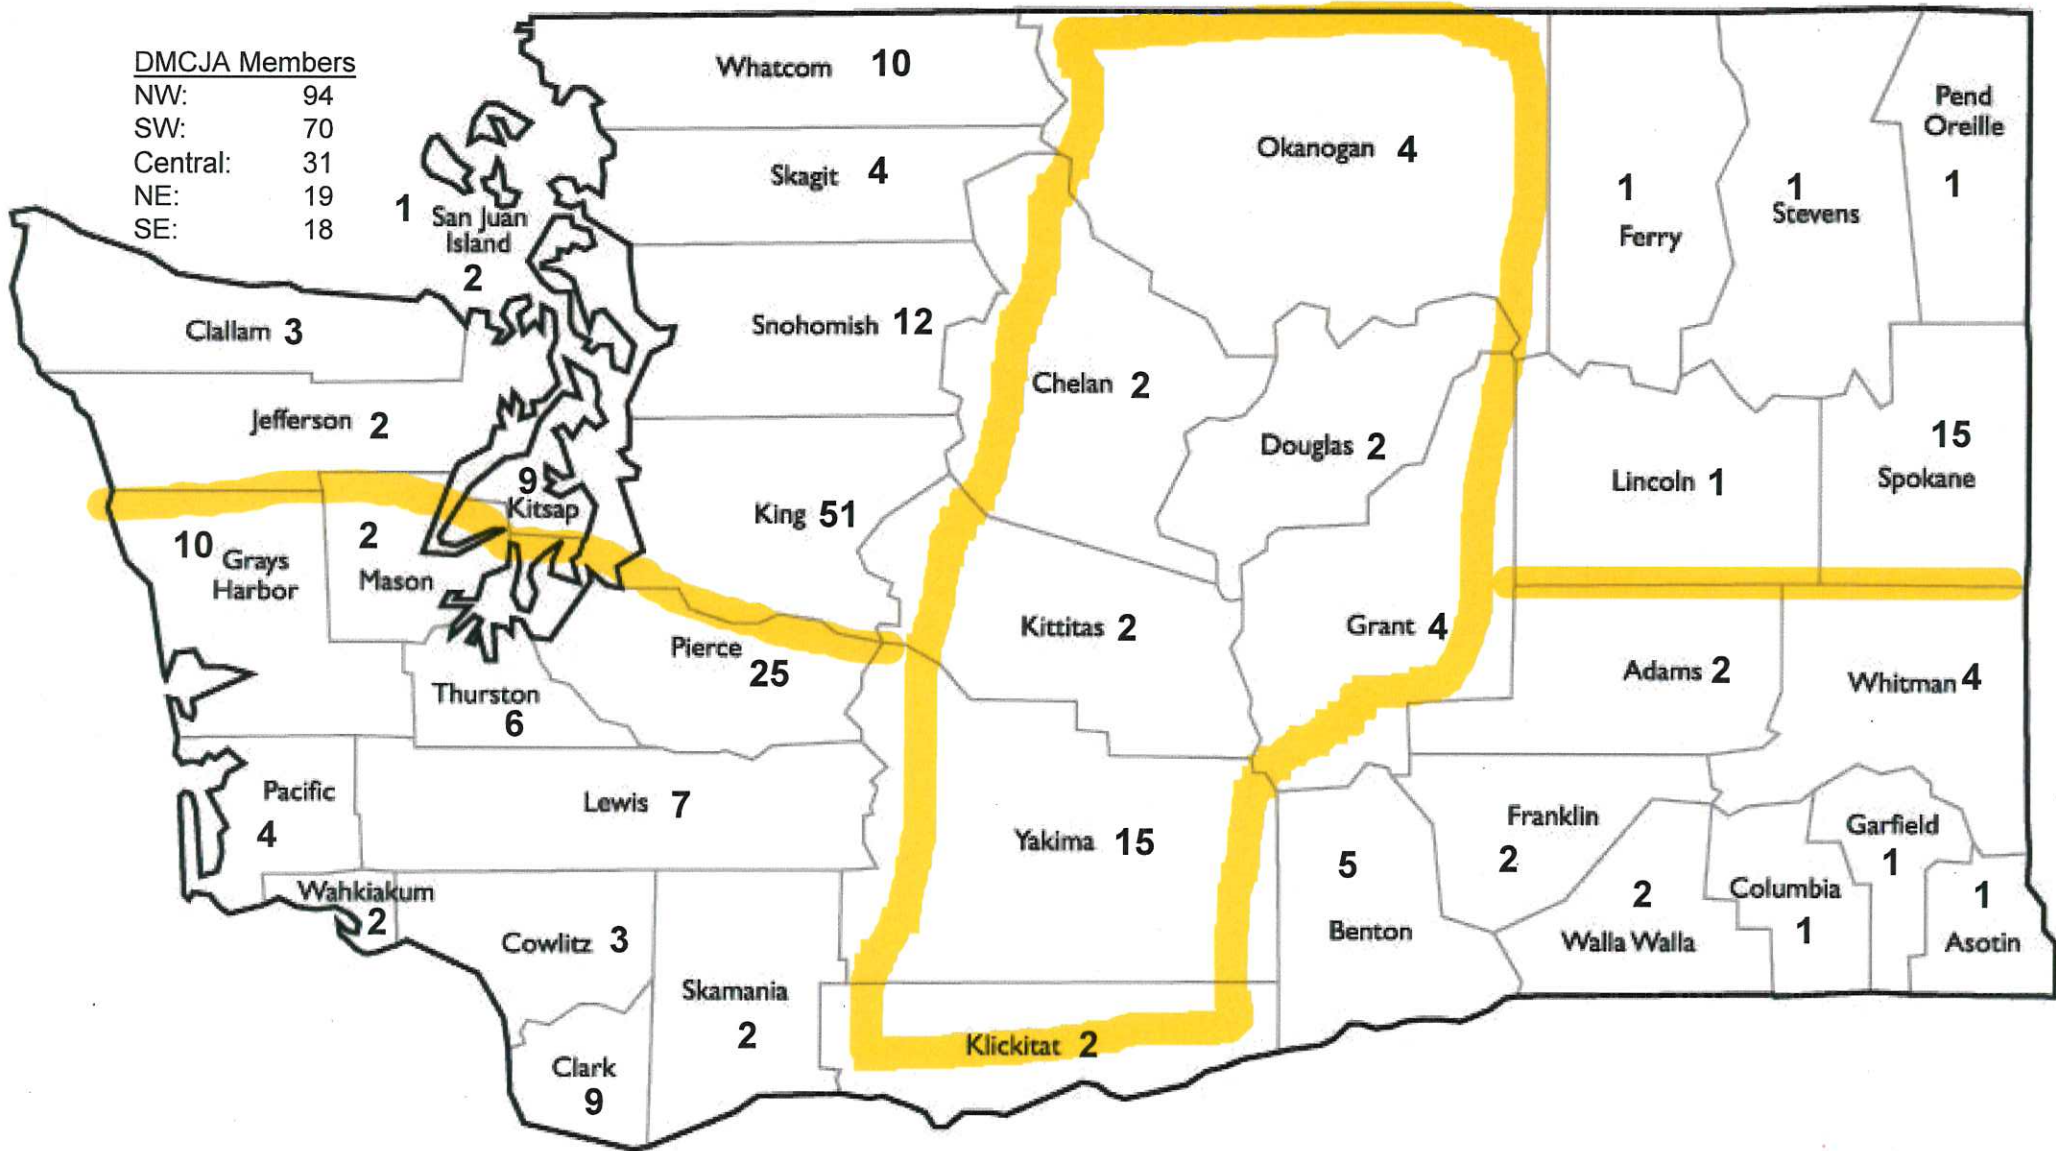 DMCJA Members
NW: 94
SW: 70
Central: 31
NE: 19
SE: 18
Whatcom 10
Okanogan 4
Pend
Oreille
1
Skagit 4
1
Ferry
1
Stevens
1
San Juan
Island
2
Clallam 3
Snohomish 12
Chelan 2
Jefferson 2
Douglas 2
15
Spokane
Lincoln 1
9
Kitsap
King 51
10
Grays
Harbor
2
Mason
Kittitas 2
Grant 4
Pierce
25
Adams 2
Whitman 4
Thurston
6
Pacific
4
Lewis 7
Yakima 15
5
Benton
Franklin
2
Garfield
1
2
Walla Walla
Columbia
1
1
Asotin
Wahkiakum
2
Cowlitz 3
Skamania
2
Klickitat 2
Clark
9